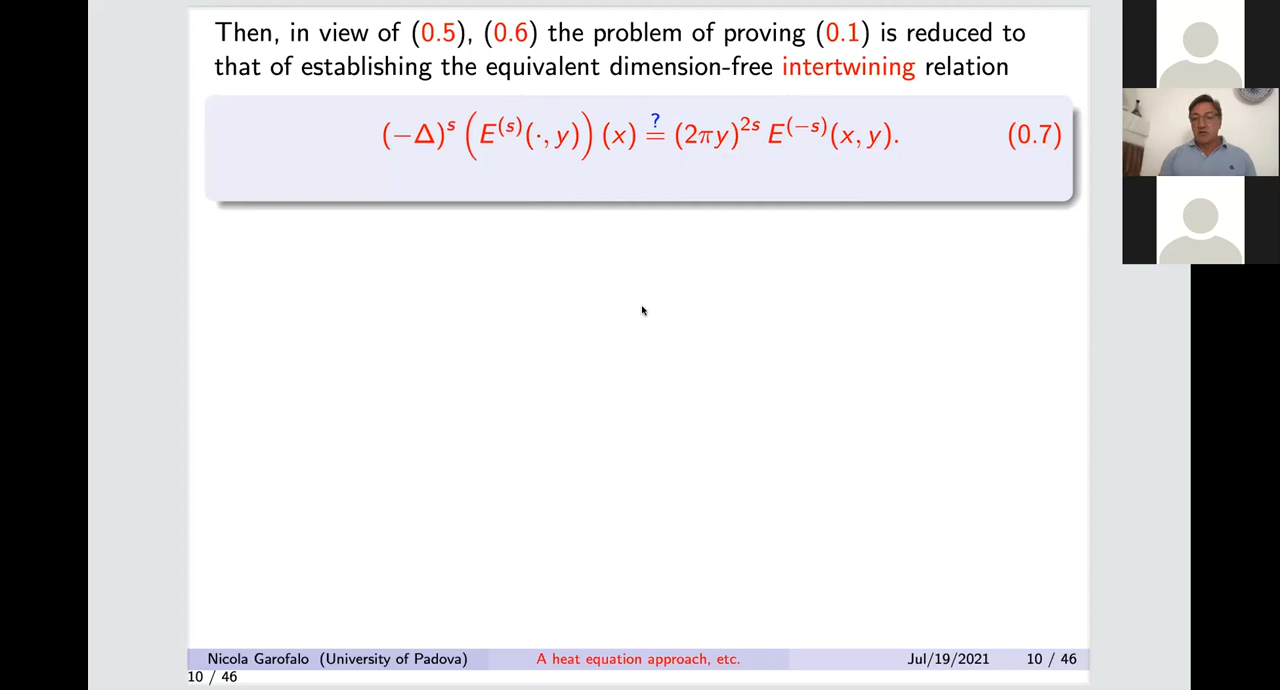 Then, in view of (0.5), (0.6) the problem of proving (0.1) is reduced to
that of establishing the equivalent dimension-free intertwining relation
(−Δ)^s (E^(s)(·, y)) (x) ?= (2πy)^2s E^(−s)(x, y). (0.7)
Nicola Garofalo (University of Padova) A heat equation approach, etc. Jul/19/2021 10 / 46
10 / 46